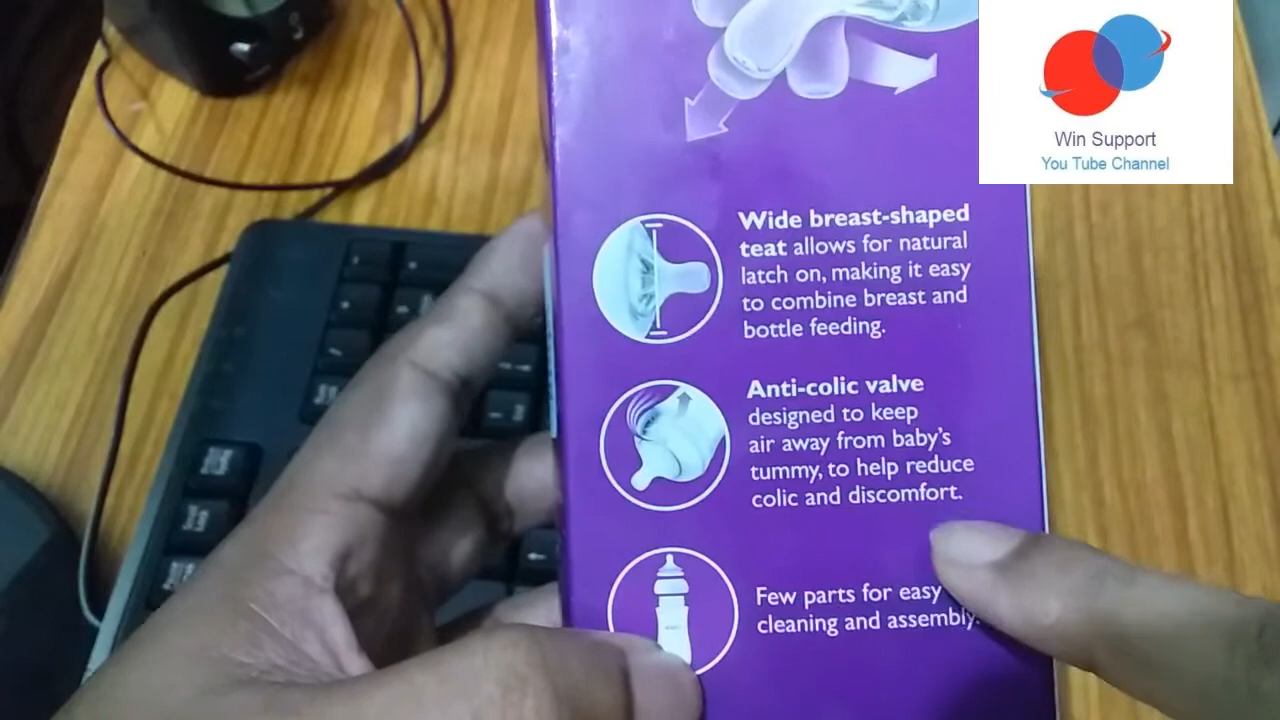 Win Support
You Tube Channel
Wide breast-shaped
teat allows for natural
latch on, making it easy
to combine breast and
bottle feeding.
Anti-colic valve
designed to keep
air away from baby's
tummy, to help reduce
colic and discomfort.
Few parts for easy
cleaning and assembly.